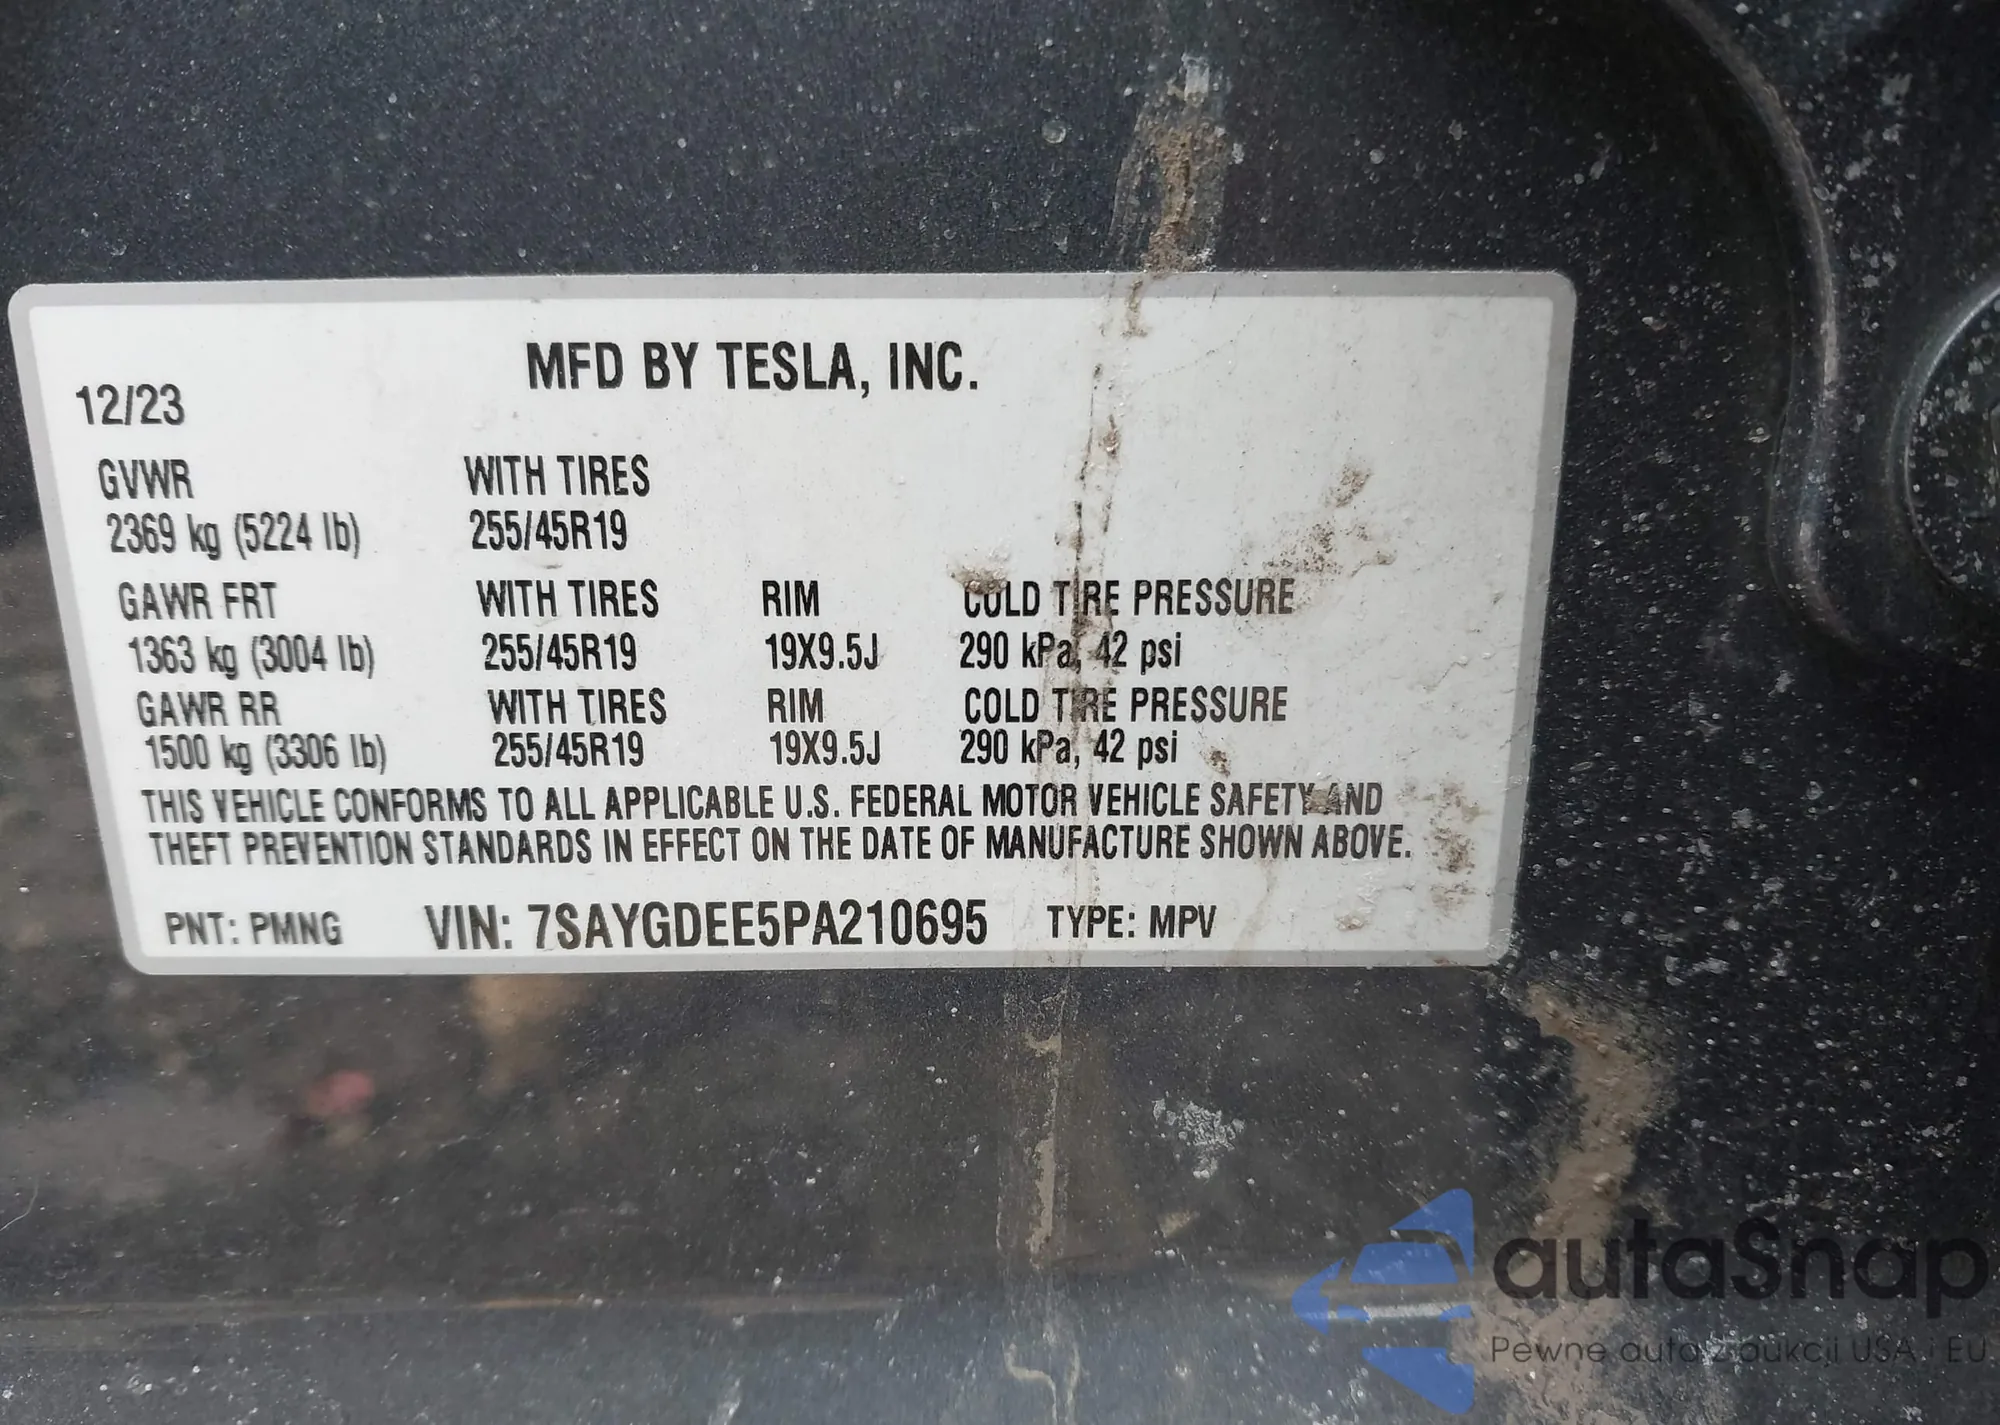 MFD BY TESLA, INC.
12/23
GVWR WITH TIRES
2369 kg (5224 lb) 255/45R19
GAWR FRT WITH TIRES RIM COLD TIRE PRESSURE
1363 kg (3004 lb) 255/45R19 19X9.5J 290 kPa, 42 psi
GAWR RR WITH TIRES RIM COLD TIRE PRESSURE
1500 kg (3306 lb) 255/45R19 19X9.5J 290 kPa, 42 psi
THIS VEHICLE CONFORMS TO ALL APPLICABLE U.S. FEDERAL MOTOR VEHICLE SAFETY AND
THEFT PREVENTION STANDARDS IN EFFECT ON THE DATE OF MANUFACTURE SHOWN ABOVE.
PNT: PMNG VIN: 7SAYGDEE5PA210695 TYPE: MPV
autaSnap
Pewne auta z aukcji USA i EU